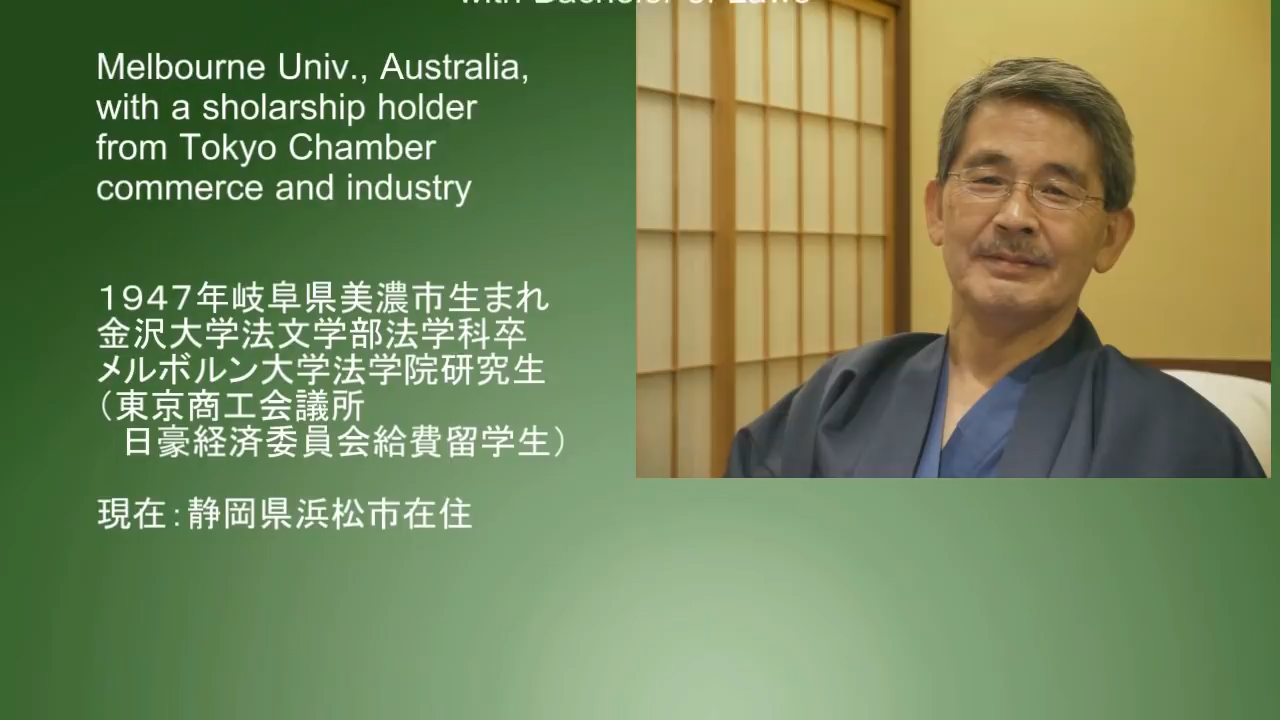 with Bachelor of Laws
Melbourne Univ., Australia,
with a sholarship holder
from Tokyo Chamber
commerce and industry
１９４７年岐阜県美濃市生まれ
金沢大学法文学部法学科卒
メルボルン大学法学院研究生
（東京商工会議所
日豪経済委員会給費留学生）
現在：静岡県浜松市在住